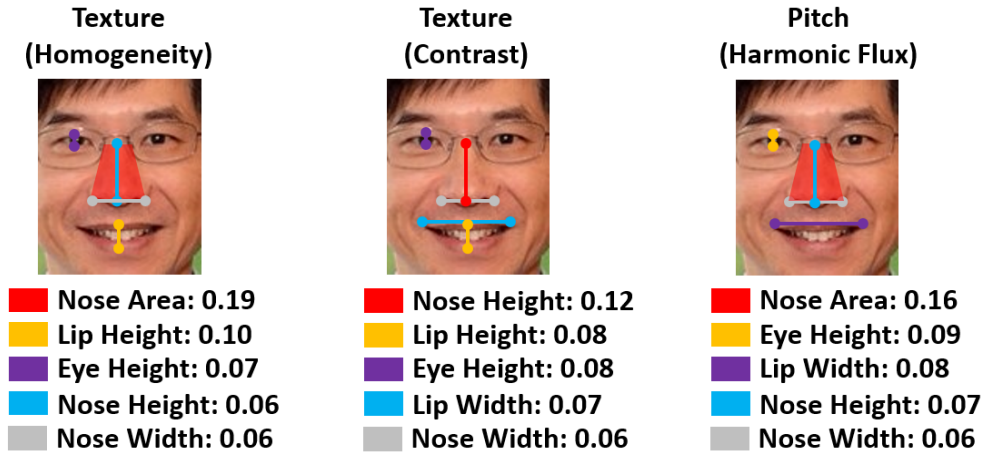 Texture
(Homogeneity)
Nose Area: 0.19
Lip Height: 0.10
Eye Height: 0.07
Nose Height: 0.06
Nose Width: 0.06
Texture
(Contrast)
Nose Height: 0.12
Lip Height: 0.08
Eye Height: 0.08
Lip Width: 0.07
Nose Width: 0.06
Pitch
(Harmonic Flux)
Nose Area: 0.16
Eye Height: 0.09
Lip Width: 0.08
Nose Height: 0.07
Nose Width: 0.06